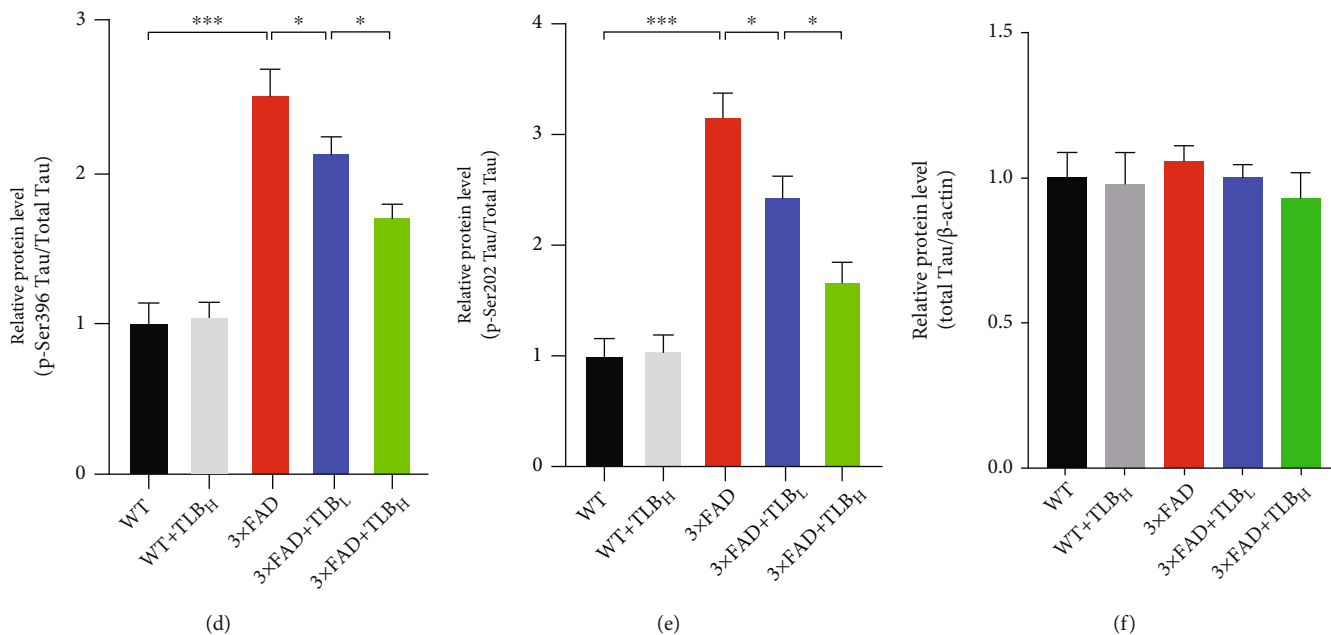 Relative protein level
(p-Ser396 Tau/Total Tau)
3
2
1
0
***
*
*
WT
WT+TLBH
3×FAD
3×FAD+TLBL
3×FAD+TLBH
(d)
Relative protein level
(p-Ser202 Tau/Total Tau)
4
3
2
1
0
***
*
*
WT
WT+TLBH
3×FAD
3×FAD+TLBL
3×FAD+TLBH
(e)
Relative protein level
(total Tau/β-actin)
1.5
1.0
0.5
0.0
WT
WT+TLBH
3×FAD
3×FAD+TLBL
3×FAD+TLBH
(f)